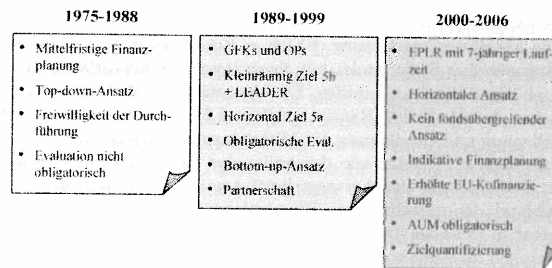 1975-1988
• Mittelfristige Finanz-
planung
• Top-down-Ansatz
• Freiwilligkeit der Durch-
führung
• Evaluation nicht
obligatorisch
1989-1999
• GFKs und OPs
• Kleinräumig Ziel 5b
+ LEADER
• Horizontal Ziel 5a
• Obligatorische Eval.
• Bottom-up-Ansatz
• Partnerschaft
2000-2006
• EPLR mit 7-jähriger Lauf-
zeit
• Horizontaler Ansatz
• Kein fondsübergreifender
Ansatz
• Indikative Finanzplanung
• Erhöhte EU-Kofinanzie-
rung
• AUM obligatorisch
• Zielquantifizierung